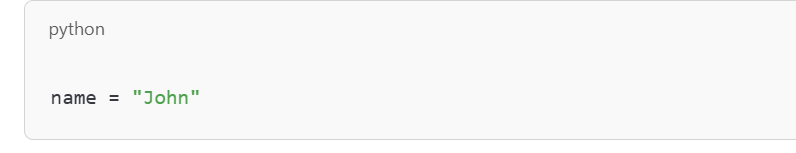 python
name = "John"